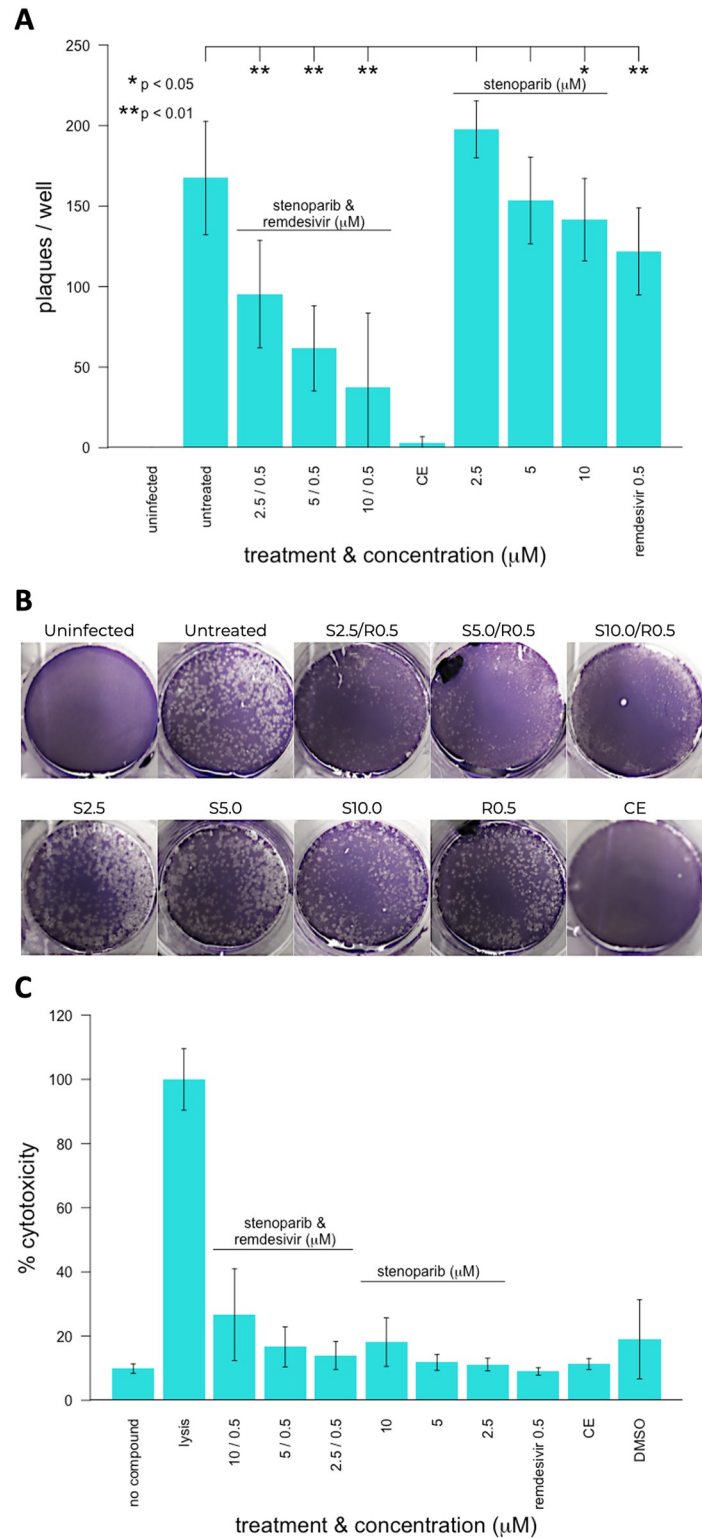 A
250
200
150
100
50
0
plaques / well
* p < 0.05
** p < 0.01
** ** ** * **
stenoparib &
remdesivir (μM)
stenoparib (μM)
uninfected
untreated
2.5 / 0.5
5 / 0.5
10 / 0.5
CE
2.5
5
10
remdesivir 0.5
treatment & concentration (μM)
B
Uninfected Untreated S2.5/R0.5 S5.0/R0.5 S10.0/R0.5
S2.5 S5.0 S10.0 R0.5 CE
C
120
100
80
60
40
20
0
% cytotoxicity
stenoparib &
remdesivir (μM)
stenoparib (μM)
no compound
lysis
10 / 0.5
5 / 0.5
2.5 / 0.5
10
5
2.5
remdesivir 0.5
CE
DMSO
treatment & concentration (μM)